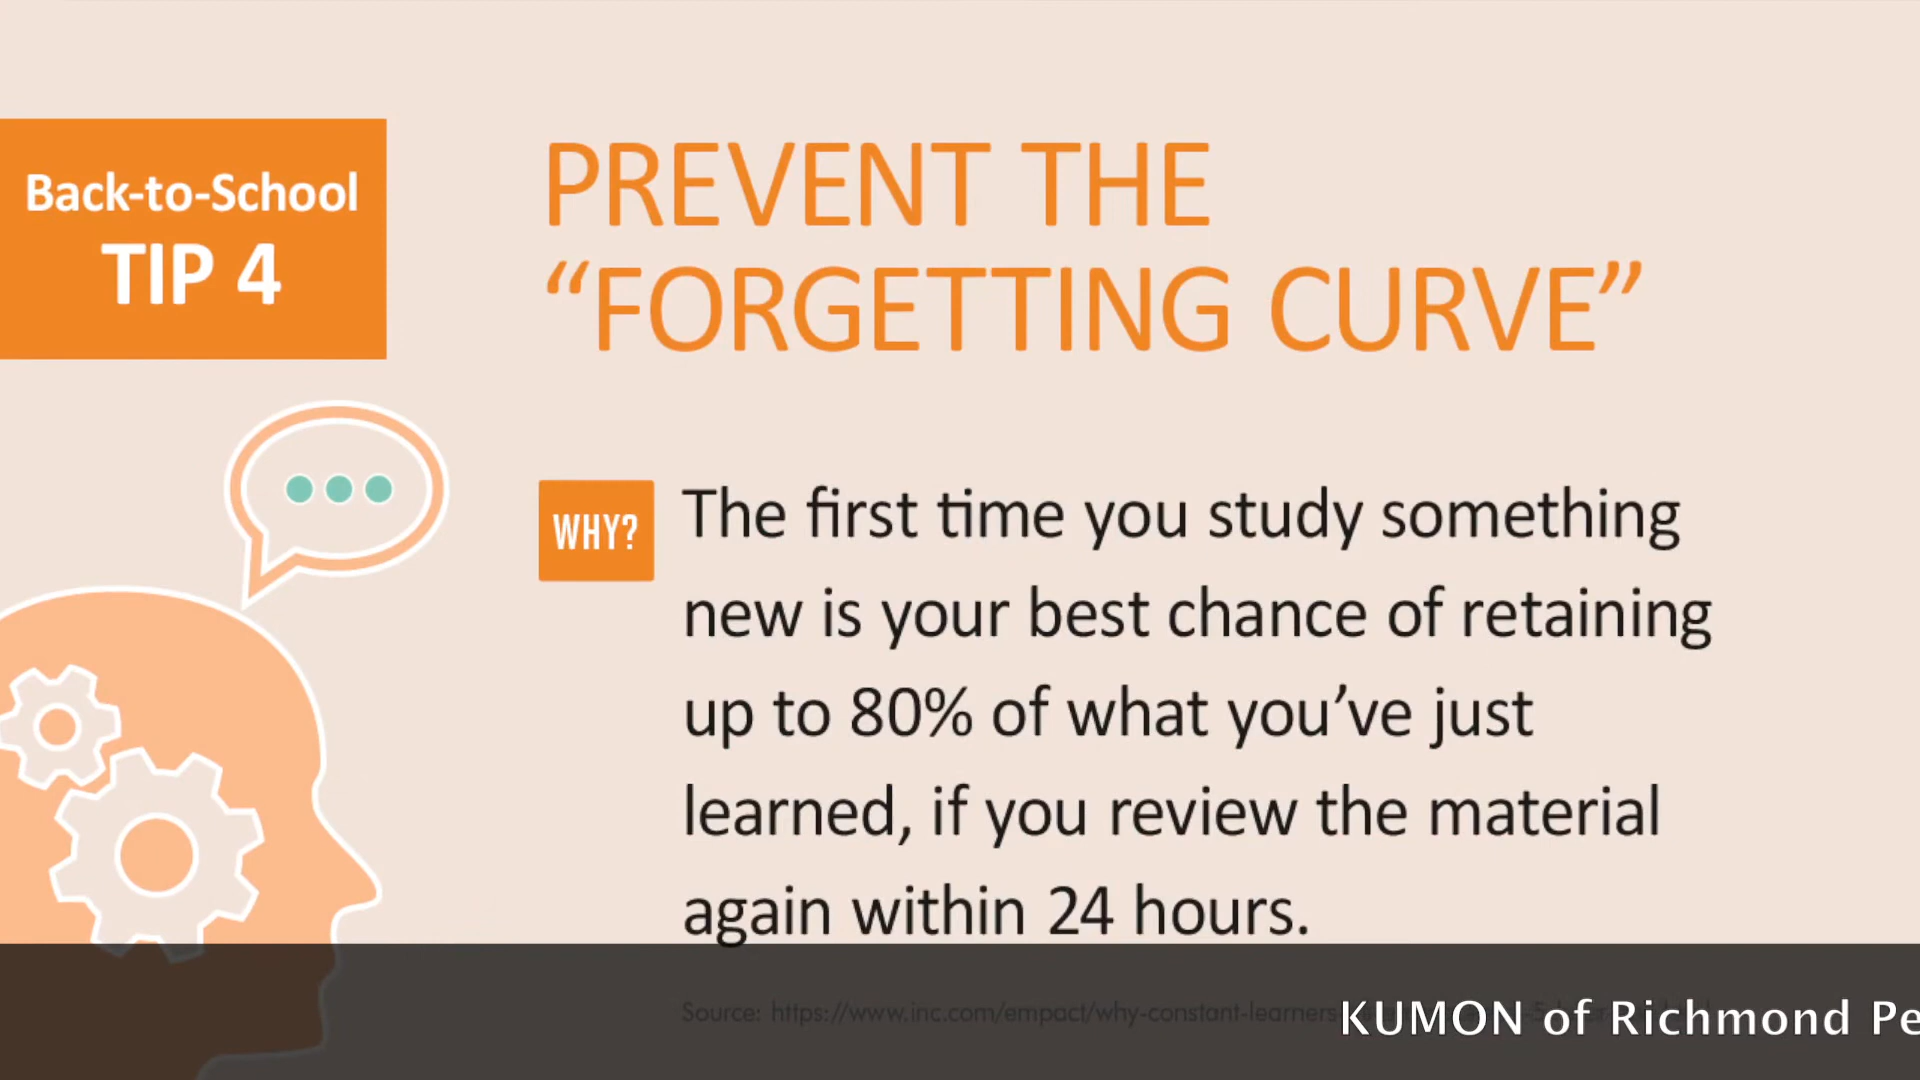 Back-to-School
TIP 4
PREVENT THE
“FORGETTING CURVE”
WHY?
The first time you study something
new is your best chance of retaining
up to 80% of what you’ve just
learned, if you review the material
again within 24 hours.
Source: https://www.inc.com/empact/why-constant-learners-
KUMON of Richmond Pe